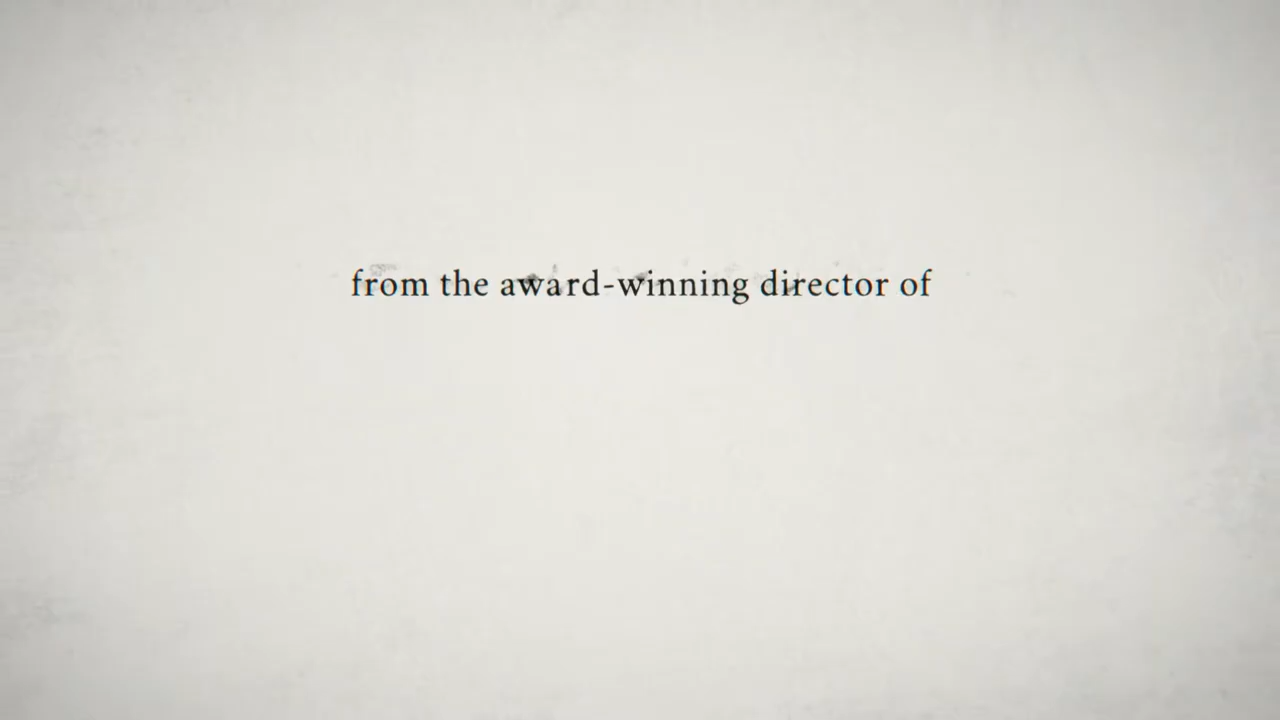 from the award-winning director of